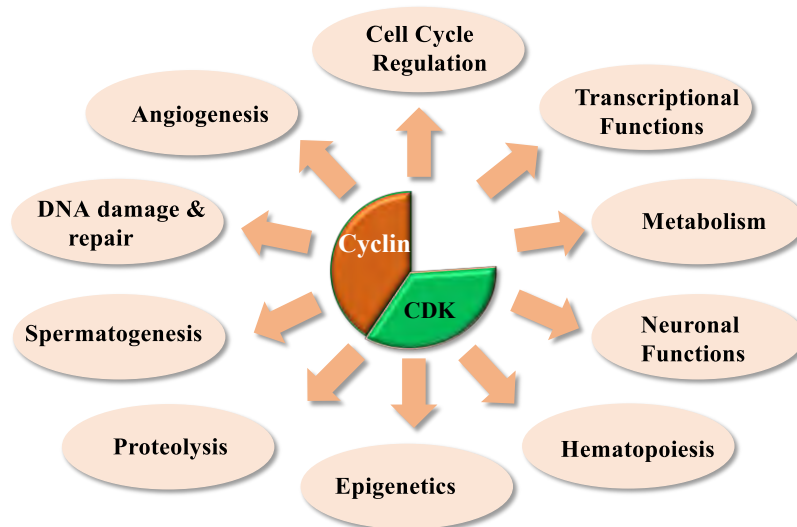 Cell Cycle
Regulation
Angiogenesis
Transcriptional
Functions
DNA damage &
repair
Cyclin
Metabolism
CDK
Spermatogenesis
Neuronal
Functions
Proteolysis
Hematopoiesis
Epigenetics